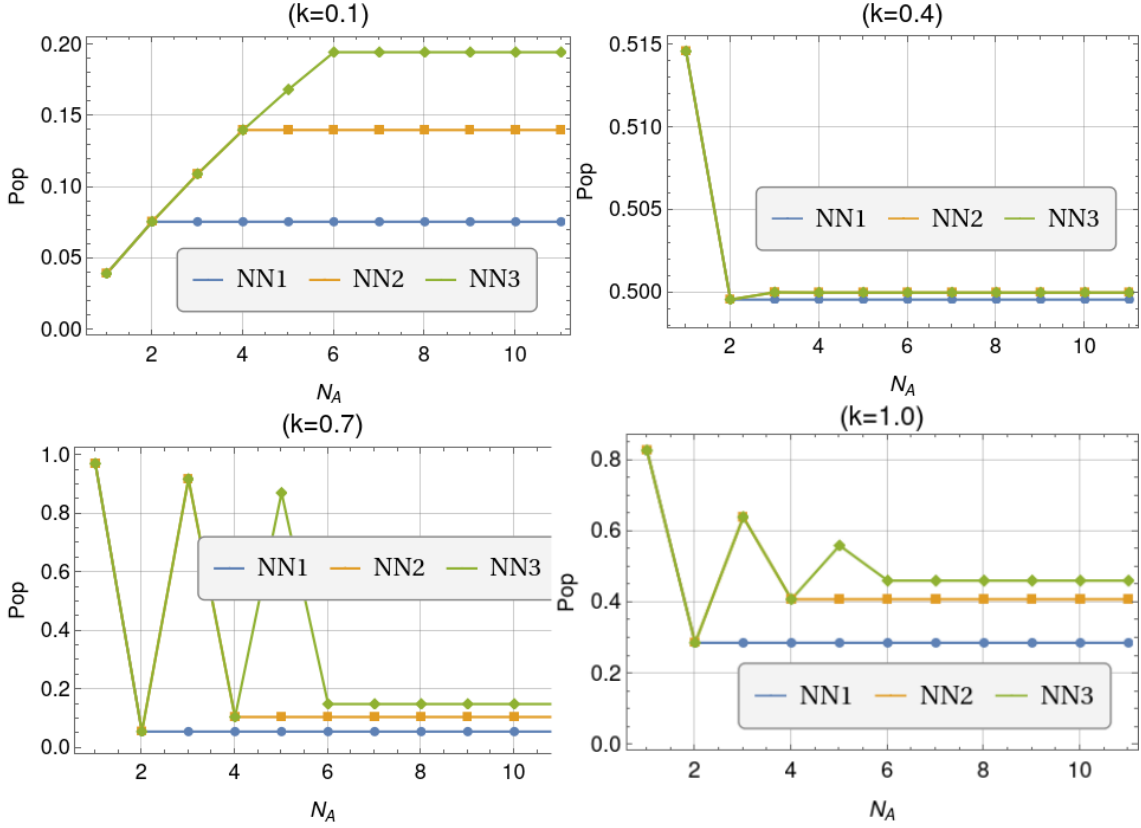 (k=0.1)
Pop
0.20
0.15
0.10
0.05
0.00
NN1 NN2 NN3
2 4 6 8 10
N_A
(k=0.4)
Pop
0.515
0.510
0.505
0.500
NN1 NN2 NN3
2 4 6 8 10
N_A
(k=0.7)
Pop
1.0
0.8
0.6
0.4
0.2
0.0
NN1 NN2 NN3
2 4 6 8 10
N_A
(k=1.0)
Pop
0.8
0.6
0.4
0.2
0.0
NN1 NN2 NN3
2 4 6 8 10
N_A